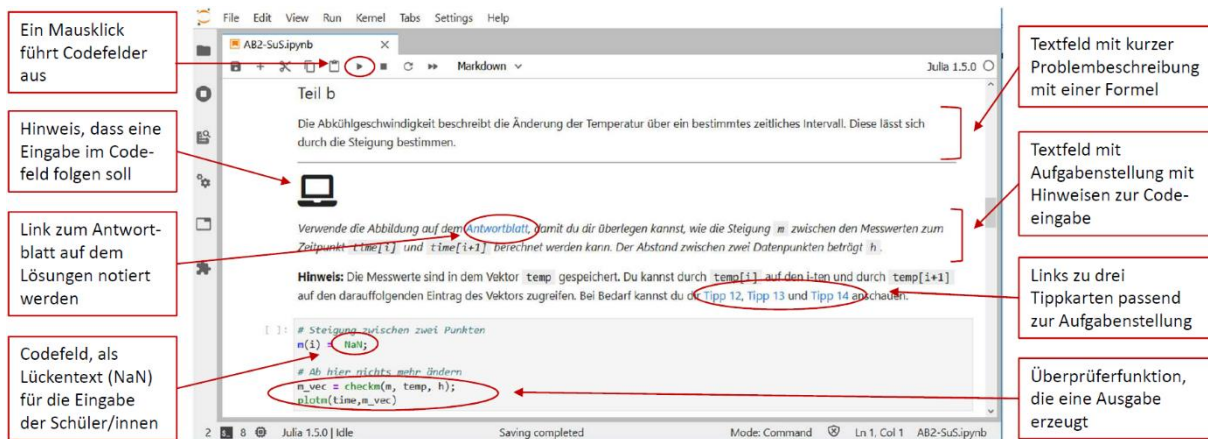 Ein Mausklick
führt Codefelder
aus
Hinweis, dass eine
Eingabe im Code-
feld folgen soll
Link zum Antwort-
blatt auf dem
Lösungen notiert
werden
Codefeld, als
Lückentext (NaN)
für die Eingabe
der Schüler/innen
File Edit View Run Kernel Tabs Settings Help
AB2-SuS.ipynb
Markdown
Julia 1.5.0
Teil b
Die Abkühlgeschwindigkeit beschreibt die Änderung der Temperatur über ein bestimmtes zeitliches Intervall. Diese lässt sich
durch die Steigung bestimmen.
Verwende die Abbildung auf dem Antwortblatt, damit du dir überlegen kannst, wie die Steigung m zwischen den Messwerten zum
Zeitpunkt time[i] und time[i+1] berechnet werden kann. Der Abstand zwischen zwei Datenpunkten beträgt h.
Hinweis: Die Messwerte sind in dem Vektor temp gespeichert. Du kannst durch temp[i] auf den i-ten und durch temp[i+1]
auf den darauffolgenden Eintrag des Vektors zugreifen. Bei Bedarf kannst du dir Tipp 12, Tipp 13 und Tipp 14 anschauen.
[ ]: # Steigung zwischen zwei Punkten
m(i) = NaN;
# Ab hier nichts mehr ändern
m_vec = checkm(m, temp, h);
plotm(time,m_vec)
2 8 Julia 1.5.0 | Idle Saving completed Mode: Command Ln 1, Col 1 AB2-SuS.ipynb
Textfeld mit kurzer
Problembeschreibung
mit einer Formel
Textfeld mit
Aufgabenstellung mit
Hinweisen zur Code-
eingabe
Links zu drei
Tippkarten passend
zur Aufgabenstellung
Überprüferfunktion,
die eine Ausgabe
erzeugt